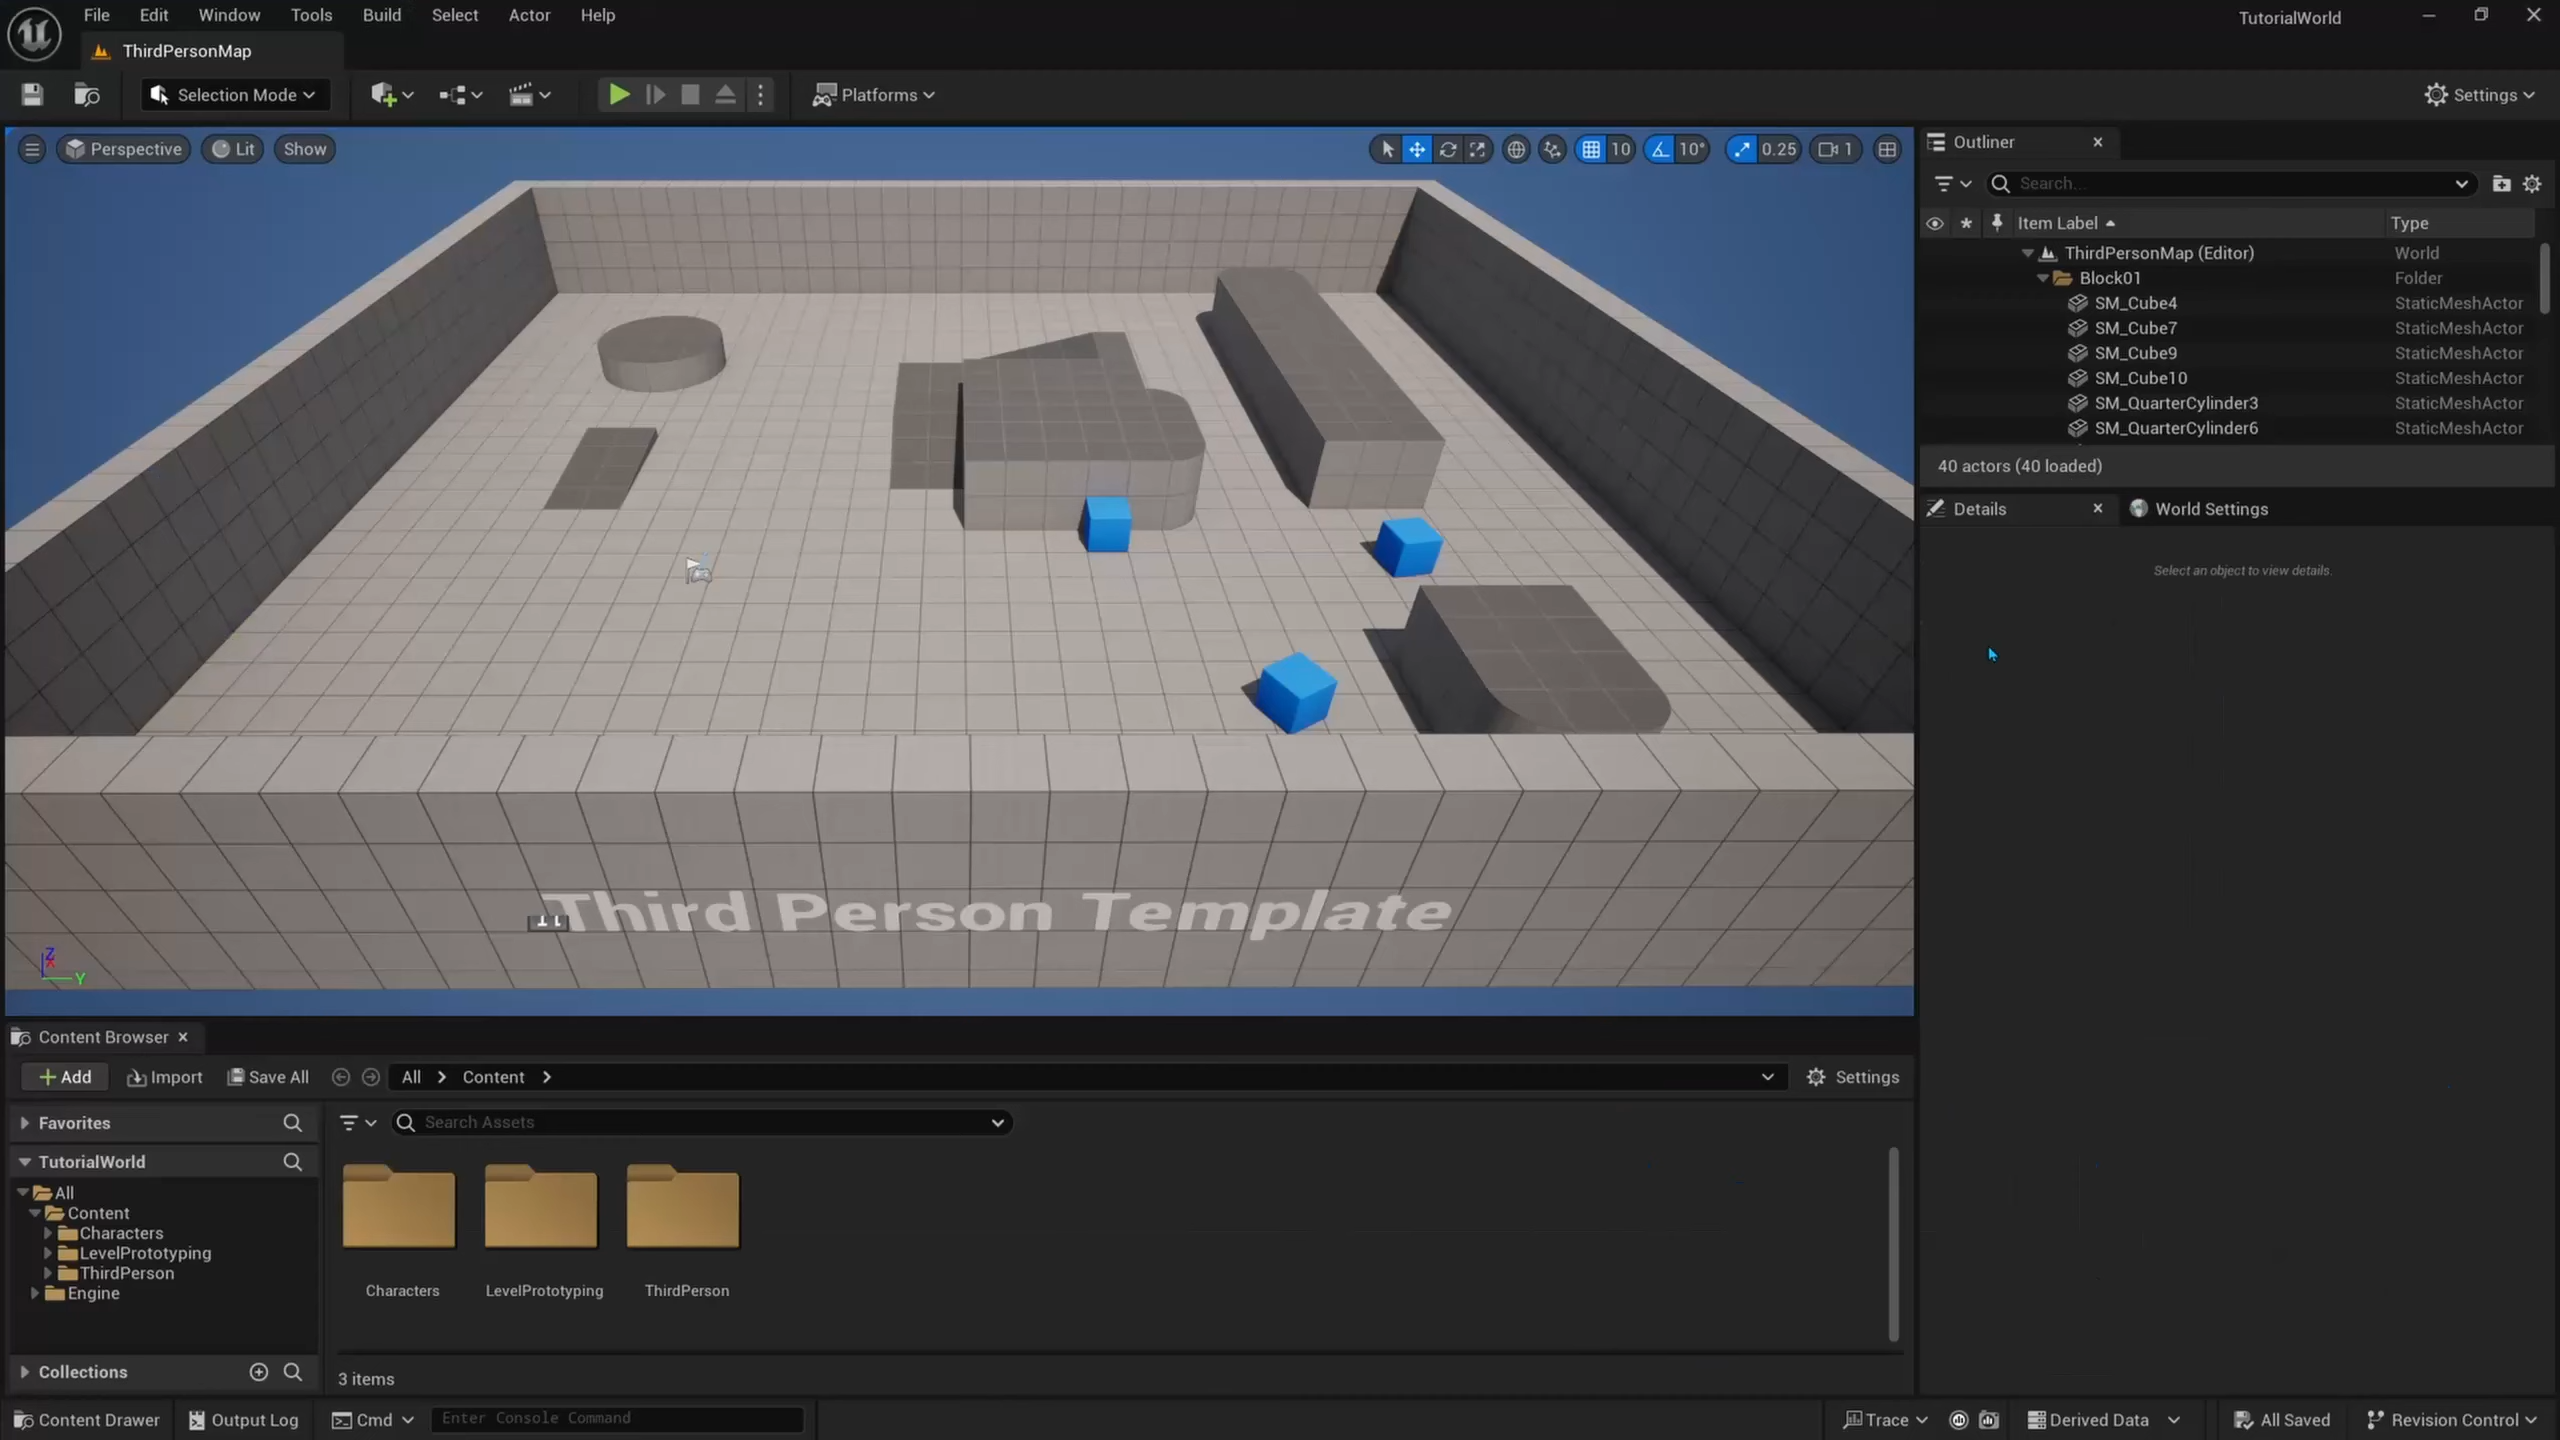 File Edit Window Tools Build Select Actor Help
TutorialWorld
ThirdPersonMap
Selection Mode
Platforms
Settings
Perspective Lit Show
10 10° 0.25 1
Outliner
Search...
Item Label Type
ThirdPersonMap (Editor) World
Block01 Folder
SM_Cube4 StaticMeshActor
SM_Cube7 StaticMeshActor
SM_Cube9 StaticMeshActor
SM_Cube10 StaticMeshActor
SM_QuarterCylinder3 StaticMeshActor
SM_QuarterCylinder6 StaticMeshActor
40 actors (40 loaded)
Details World Settings
Select an object to view details.
Third Person Template
Z
X
Y
Content Browser
Add Import Save All All > Content > Settings
Favorites
Search Assets
TutorialWorld
All
Content
Characters
LevelPrototyping
ThirdPerson
Engine
Characters LevelPrototyping ThirdPerson
Collections
3 items
Content Drawer Output Log Cmd Enter Console Command Trace Derived Data All Saved Revision Control